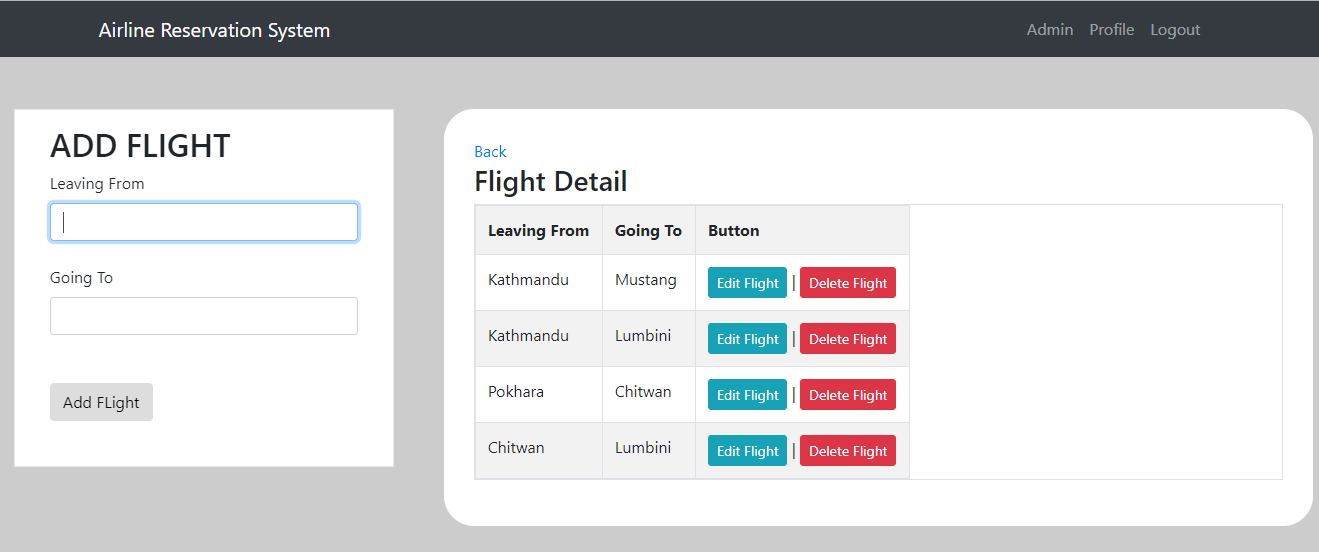 Airline Reservation System Admin Profile Logout
ADD FLIGHT
Leaving From
Going To
Add FLight
Back
Flight Detail
Leaving From Going To Button
Kathmandu Mustang Edit Flight | Delete Flight
Kathmandu Lumbini Edit Flight | Delete Flight
Pokhara Chitwan Edit Flight | Delete Flight
Chitwan Lumbini Edit Flight | Delete Flight